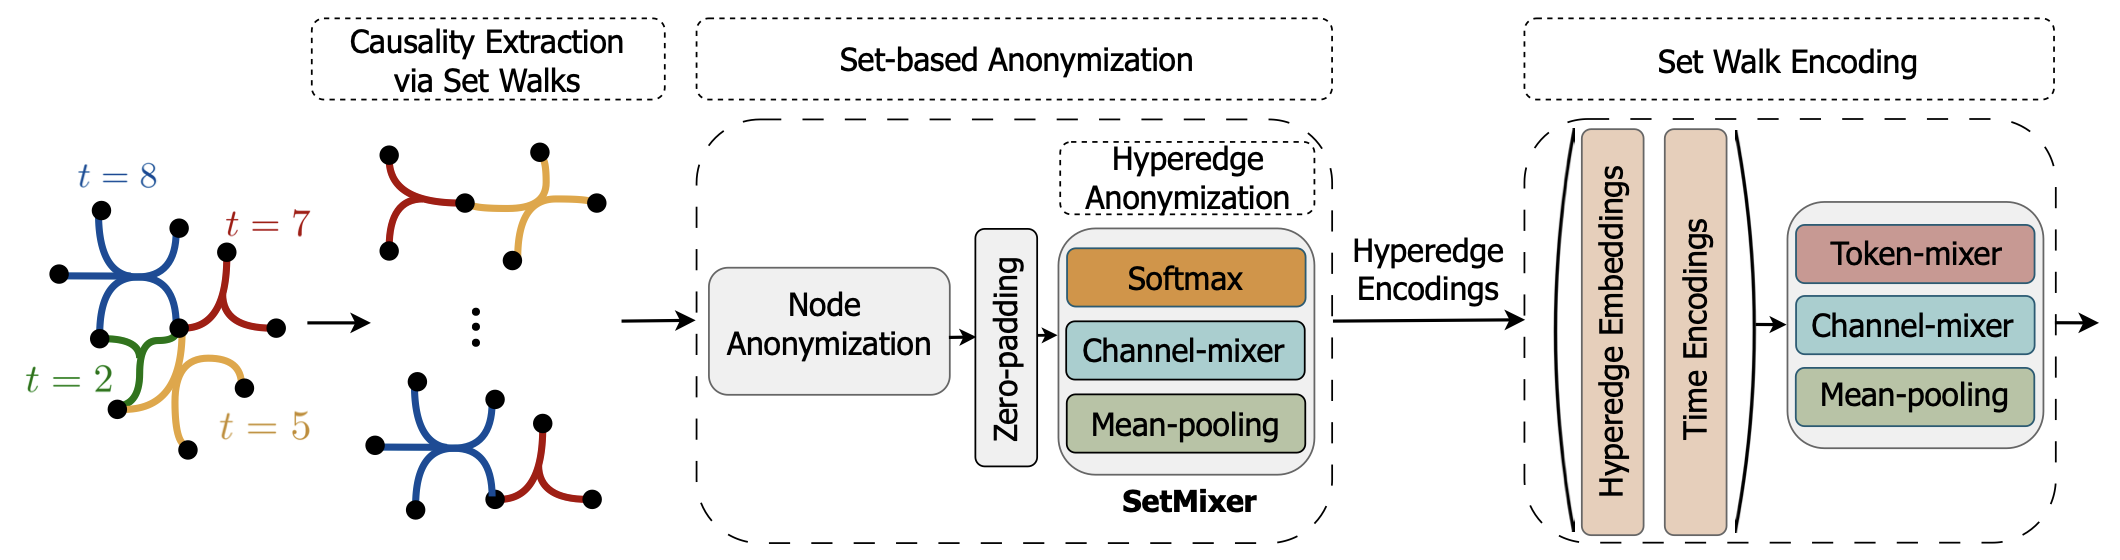 Causality Extraction
via Set Walks
Set-based Anonymization
Set Walk Encoding
t = 8
t = 7
t = 2
t = 5
Node
Anonymization
Zero-padding
Hyperedge
Anonymization
Softmax
Channel-mixer
Mean-pooling
SetMixer
Hyperedge
Encodings
Hyperedge Embeddings
Time Encodings
Token-mixer
Channel-mixer
Mean-pooling